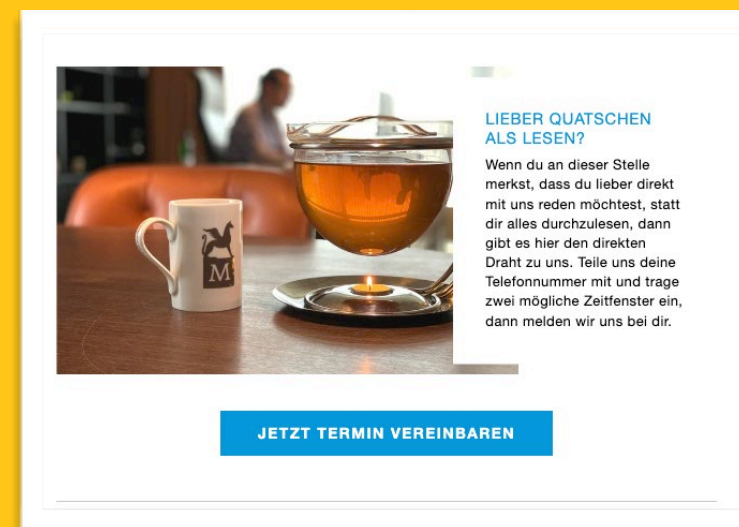 M
LIEBER QUATSCHEN
ALS LESEN?
Wenn du an dieser Stelle
merkst, dass du lieber direkt
mit uns reden möchtest, statt
dir alles durchzulesen, dann
gibt es hier den direkten
Draht zu uns. Teile uns deine
Telefonnummer mit und trage
zwei mögliche Zeitfenster ein,
dann melden wir uns bei dir.
JETZT TERMIN VEREINBAREN